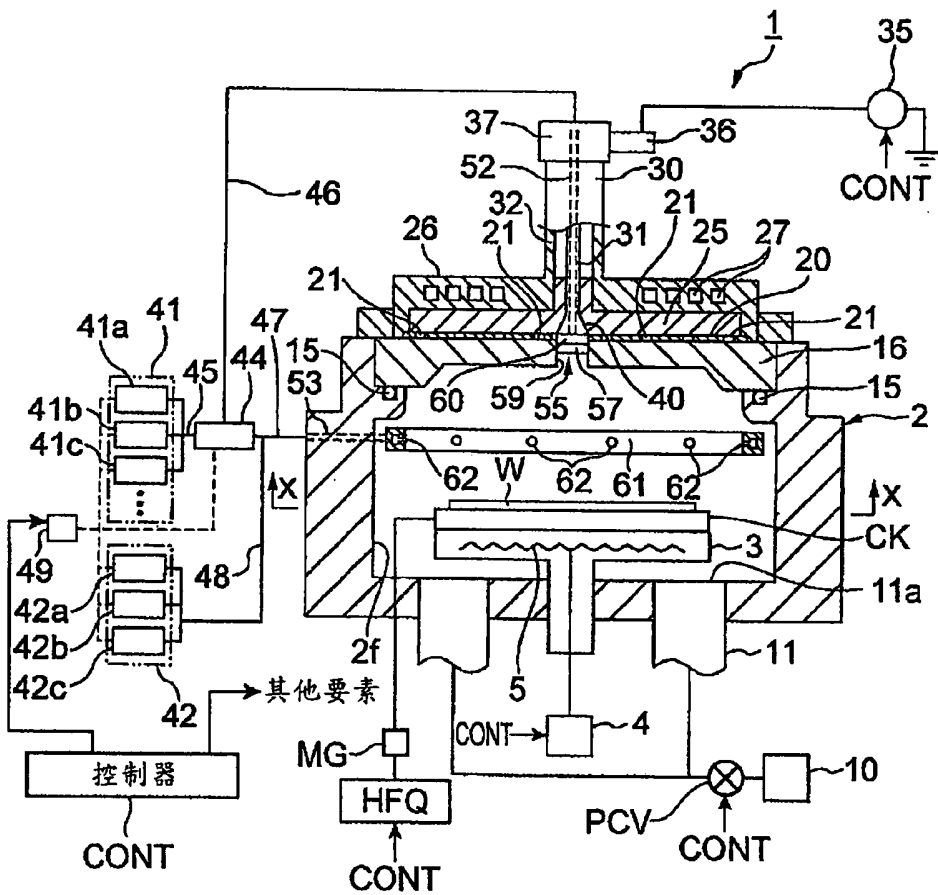 1
35
37
36
CONT
52
30
46
32
21
31
21
25
27
26
20
21
41
47
21
41a
45
44
15
16
53
60
59
55
57
40
15
41b
2
41c
X
62
W
62
61
62
X
49
48
CK
3
42a
11a
42b
2f
5
11
42c
42
其他要素
MG
CONT
4
10
控制器
HFQ
PCV
CONT
CONT
CONT